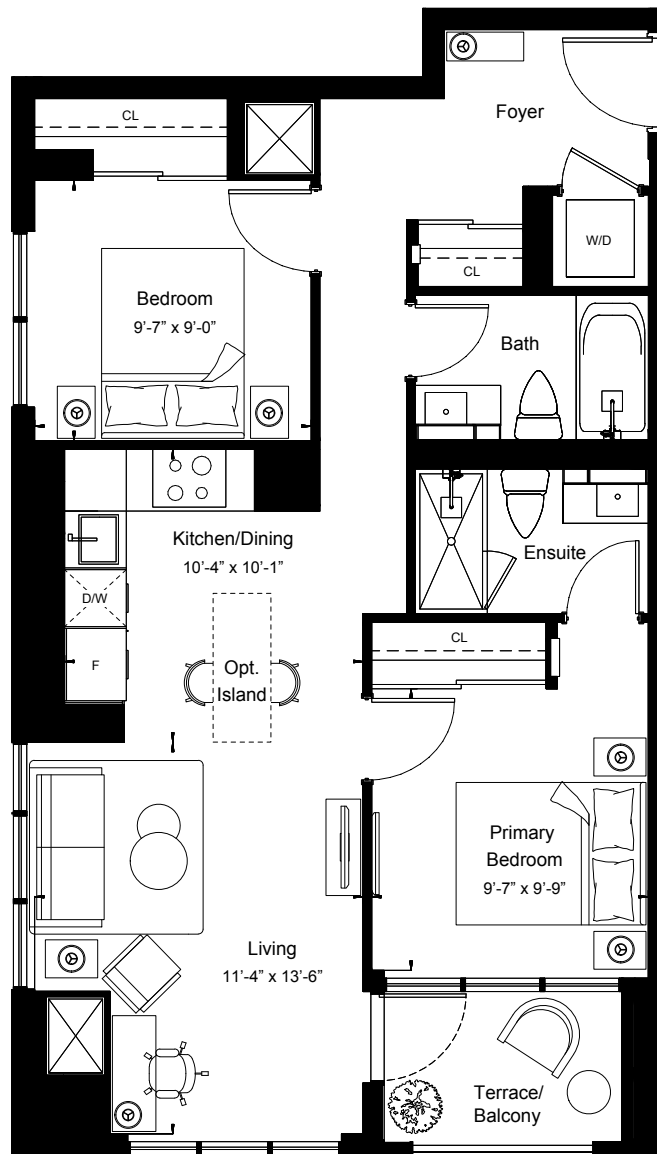 CL
Foyer
W/D
CL
Bedroom
9’-7” x 9’-0”
Bath
Kitchen/Dining
10’-4” x 10’-1”
Ensuite
D/W
F
Opt.
Island
CL
Primary
Bedroom
9’-7” x 9’-9”
Living
11’-4” x 13’-6”
Terrace/
Balcony